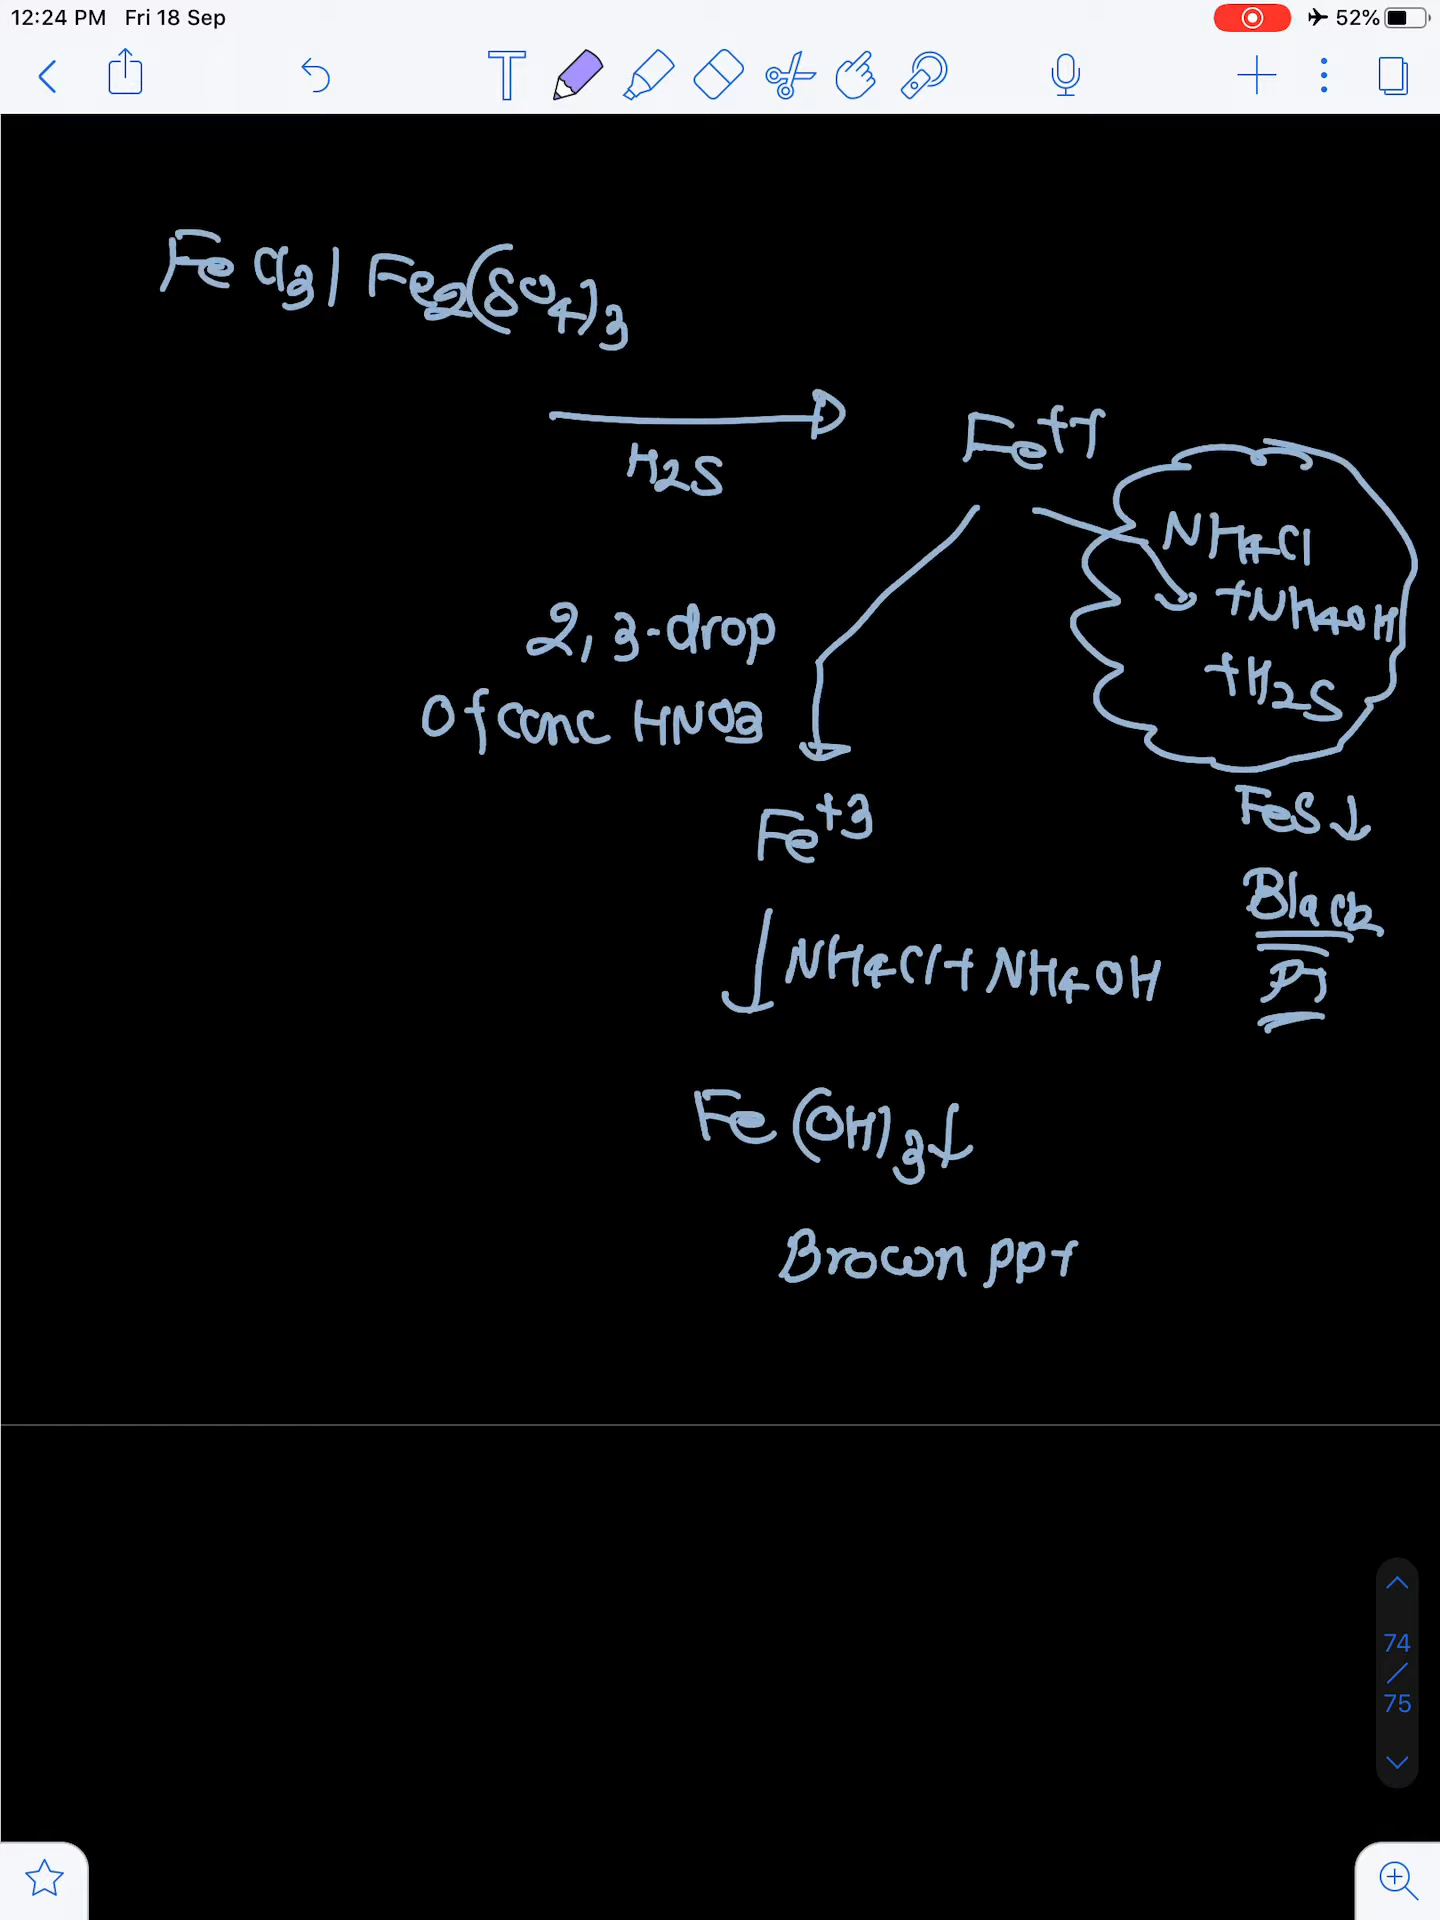 12:24 PM Fri 18 Sep 52%
T
FeCl3 | Fe2(SO4)3
H2S
Fe++
NH4Cl
+NH4OH
+H2S
2, 3-drop
Of conc HNO3
Fe+3
FeS↓
Black
NH4Cl + NH4OH
Fe(OH)3↓
Brown ppt
74
/
75